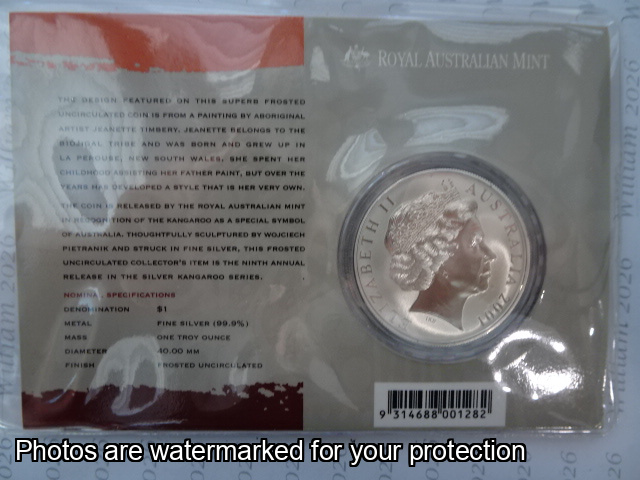 ROYAL AUSTRALIAN MINT
THE DESIGN FEATURED ON THIS SUPERB FROSTED
UNCIRCULATED COIN IS FROM A PAINTING BY ABORIGINAL
ARTIST JEANETTE TIMBERY. JEANETTE BELONGS TO THE
BIDJIGAL TRIBE AND WAS BORN AND GREW UP IN
LA PEROUSE, NEW SOUTH WALES. SHE SPENT HER
CHILDHOOD ASSISTING HER FATHER PAINT, BUT OVER THE
YEARS HAS DEVELOPED A STYLE THAT IS HER VERY OWN.
THE COIN IS RELEASED BY THE ROYAL AUSTRALIAN MINT
IN RECOGNITION OF THE KANGAROO AS A SPECIAL SYMBOL
OF AUSTRALIA. THOUGHTFULLY SCULPTURED BY WOJCIECH
PIETRANIK AND STRUCK IN FINE SILVER, THIS FROSTED
UNCIRCULATED COLLECTOR'S ITEM IS THE NINTH ANNUAL
RELEASE IN THE SILVER KANGAROO SERIES.
NOMINAL SPECIFICATIONS
DENOMINATION $1
METAL FINE SILVER (99.9%)
MASS ONE TROY OUNCE
DIAMETER 40.00 MM
FINISH FROSTED UNCIRCULATED
ELIZABETH II AUSTRALIA 2001
IRB
9 314688 001282
William 2026
Photos are watermarked for your protection